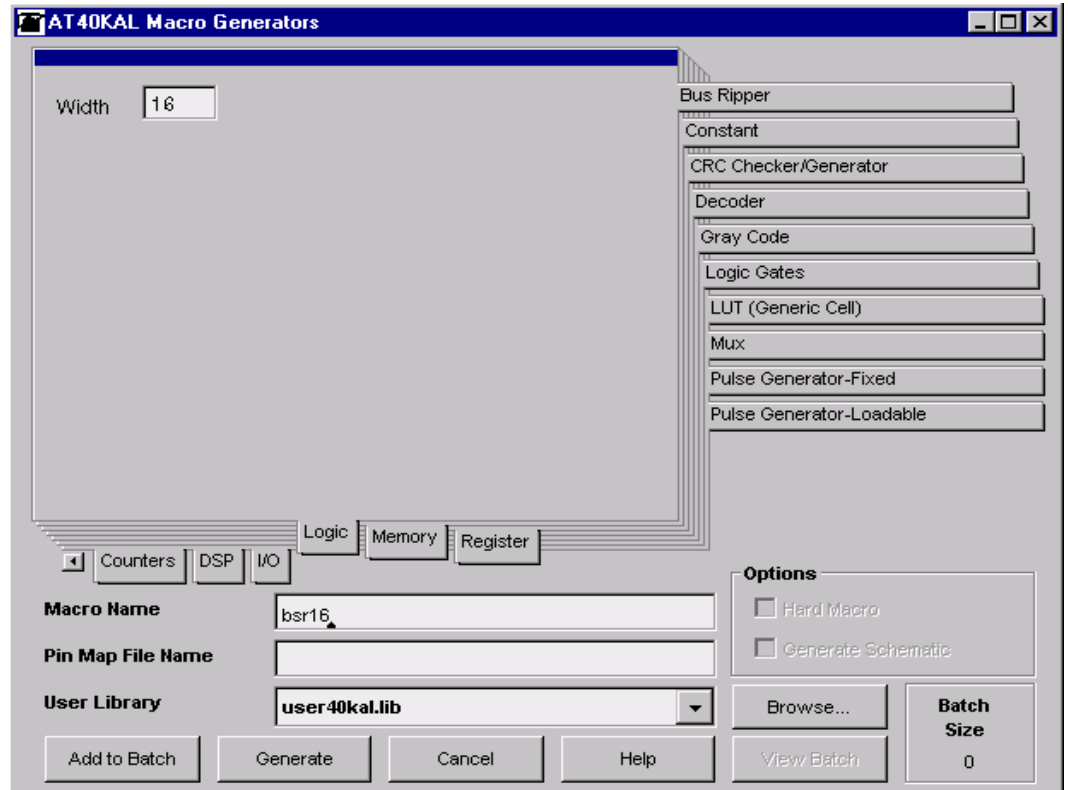 AT40KAL Macro Generators
Width 16
Bus Ripper
Constant
CRC Checker/Generator
Decoder
Gray Code
Logic Gates
LUT (Generic Cell)
Mux
Pulse Generator-Fixed
Pulse Generator-Loadable
Counters DSP I/O Logic Memory Register
Macro Name bsr16
Pin Map File Name
User Library user40kal.lib
Options
Hard Macro
Generate Schematic
Browse...
View Batch
Batch
Size
0
Add to Batch Generate Cancel Help